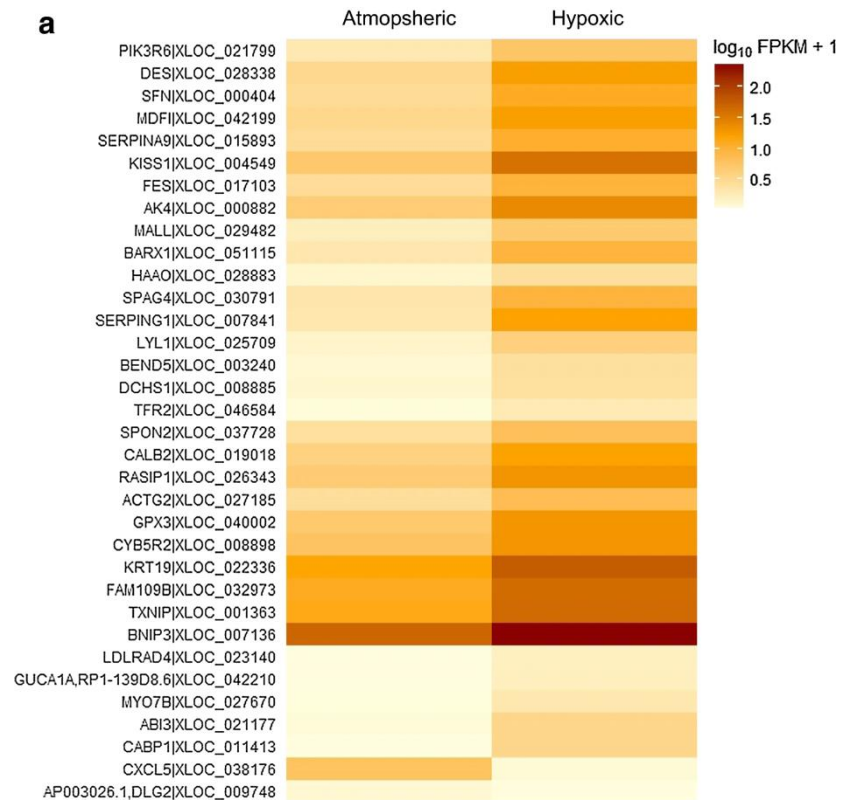 a
Atmopsheric Hypoxic
log10 FPKM + 1
2.0
1.5
1.0
0.5
PIK3R6|XLOC_021799
DES|XLOC_028338
SFN|XLOC_000404
MDFI|XLOC_042199
SERPINA9|XLOC_015893
KISS1|XLOC_004549
FES|XLOC_017103
AK4|XLOC_000882
MALL|XLOC_029482
BARX1|XLOC_051115
HAAO|XLOC_028883
SPAG4|XLOC_030791
SERPING1|XLOC_007841
LYL1|XLOC_025709
BEND5|XLOC_003240
DCHS1|XLOC_008885
TFR2|XLOC_046584
SPON2|XLOC_037728
CALB2|XLOC_019018
RASIP1|XLOC_026343
ACTG2|XLOC_027185
GPX3|XLOC_040002
CYB5R2|XLOC_008898
KRT19|XLOC_022336
FAM109B|XLOC_032973
TXNIP|XLOC_001363
BNIP3|XLOC_007136
LDLRAD4|XLOC_023140
GUCA1A,RP1-139D8.6|XLOC_042210
MYO7B|XLOC_027670
ABI3|XLOC_021177
CABP1|XLOC_011413
CXCL5|XLOC_038176
AP003026.1,DLG2|XLOC_009748